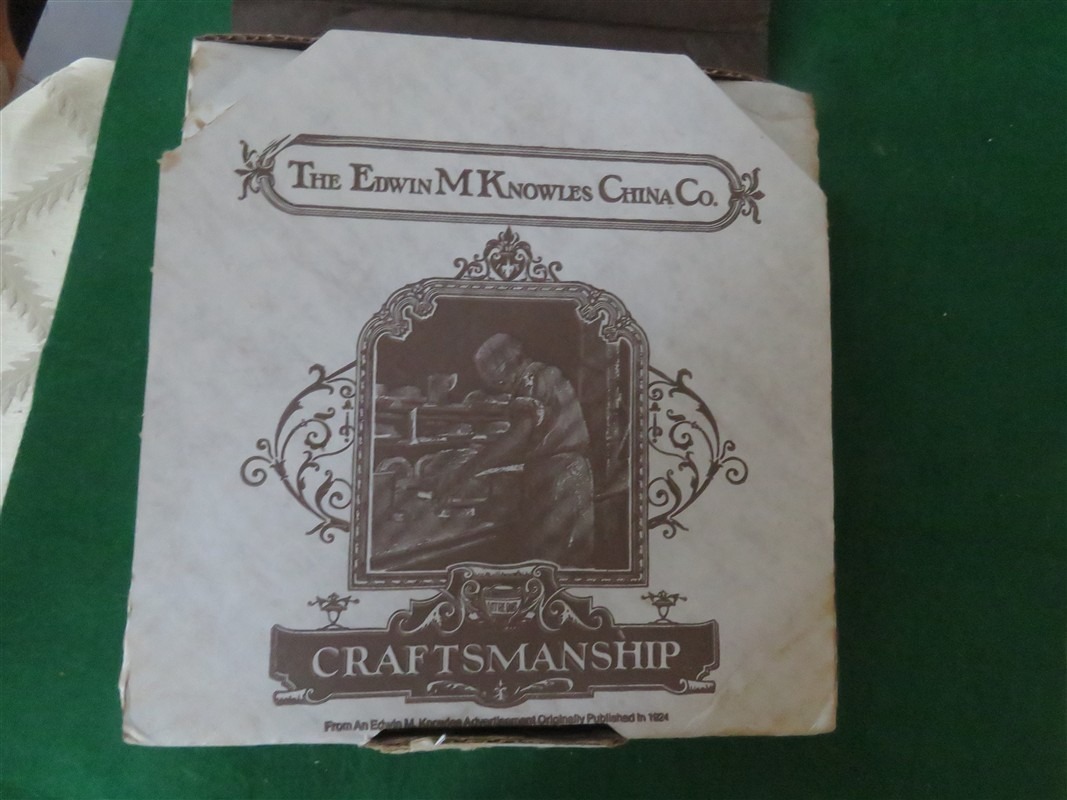 THE EDWIN M KNOWLES CHINA CO.
CRAFTSMANSHIP
From An Edwin M. Knowles Advertisement Originally Published In 1924